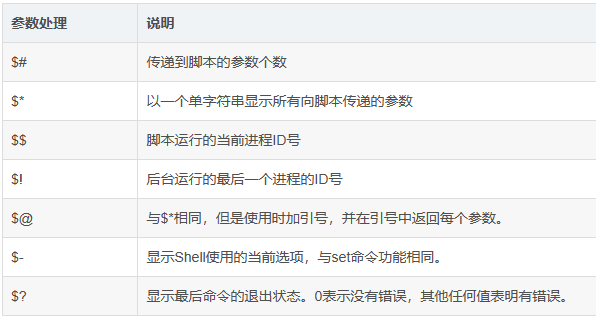 参数处理 说明
$# 传递到脚本的参数个数
$* 以一个单字符串显示所有向脚本传递的参数
$$ 脚本运行的当前进程ID号
$! 后台运行的最后一个进程的ID号
$@ 与$*相同，但是使用时加引号，并在引号中返回每个参数。
$- 显示Shell使用的当前选项，与set命令功能相同。
$? 显示最后命令的退出状态。0表示没有错误，其他任何值表明有错误。